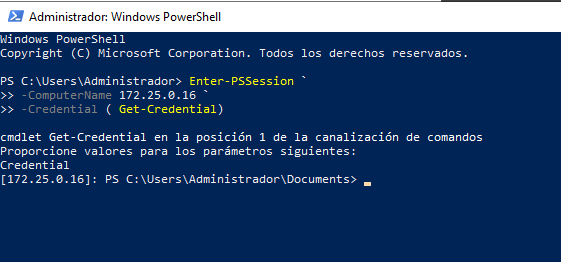 Administrador: Windows PowerShell
Windows PowerShell
Copyright (C) Microsoft Corporation. Todos los derechos reservados.
PS C:\Users\Administrador> Enter-PSSession `
>> -ComputerName 172.25.0.16 `
>> -Credential ( Get-Credential)
cmdlet Get-Credential en la posición 1 de la canalización de comandos
Proporcione valores para los parámetros siguientes:
Credential
[172.25.0.16]: PS C:\Users\Administrador\Documents>